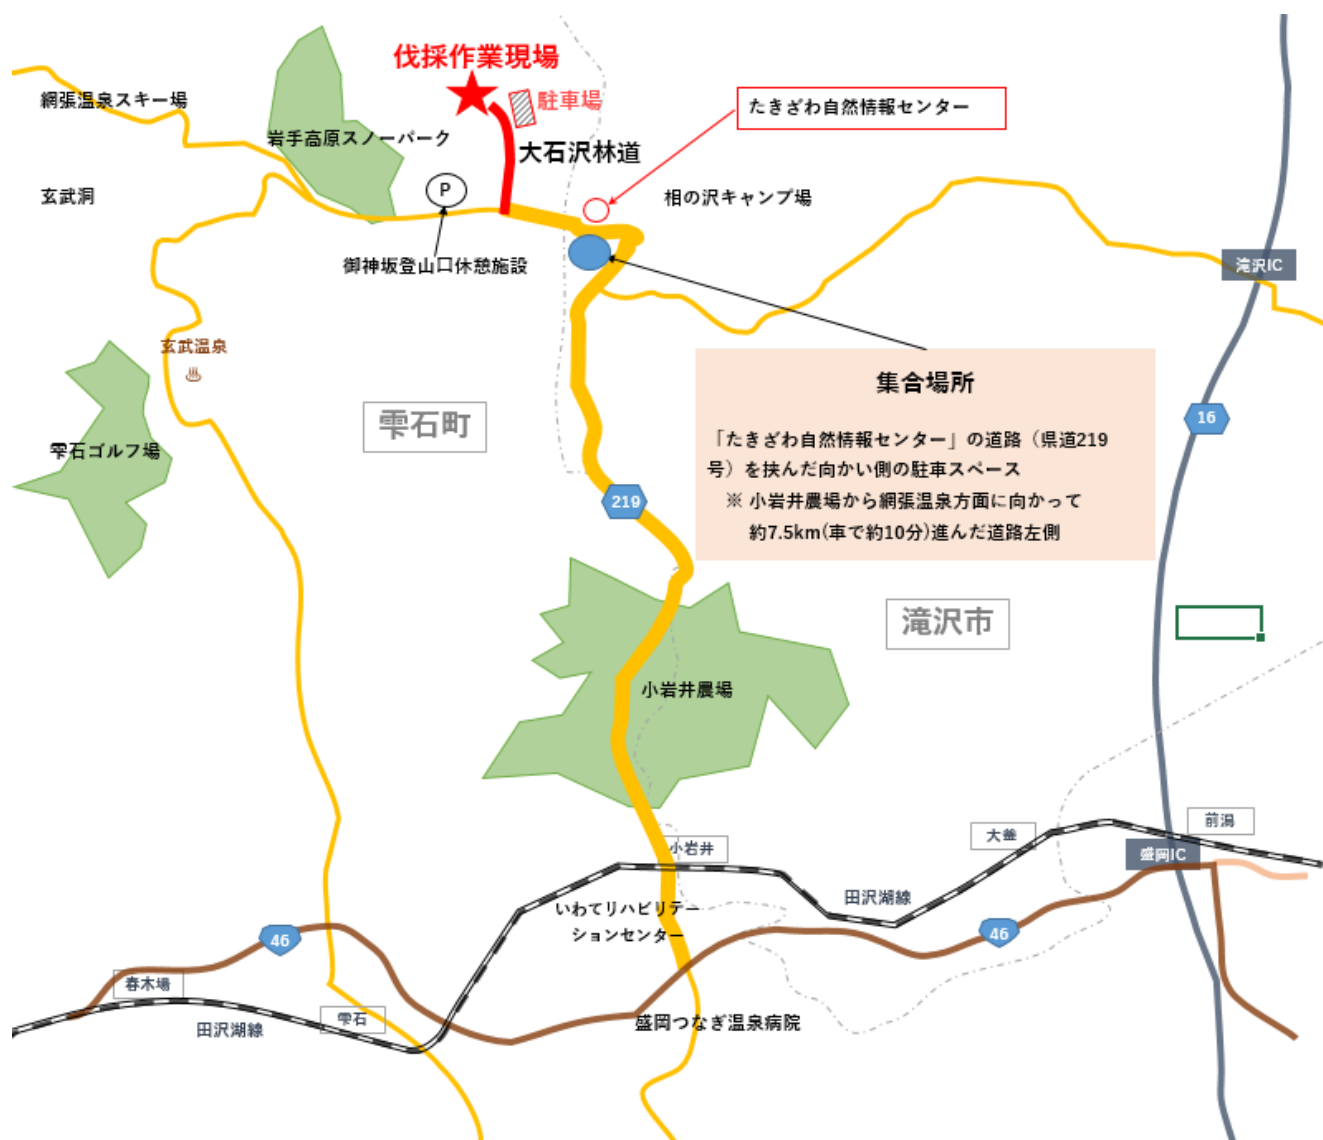 伐採作業現場
網張温泉スキー場
駐車場
たきざわ自然情報センター
岩手高原スノーパーク
大石沢林道
玄武洞
P
相の沢キャンプ場
御神坂登山口休憩施設
滝沢IC
玄武温泉
集合場所
雫石町
16
「たきざわ自然情報センター」の道路（県道219
号）を挟んだ向かい側の駐車スペース
※ 小岩井農場から網張温泉方面に向かって
約7.5km(車で約10分)進んだ道路左側
雫石ゴルフ場
219
滝沢市
小岩井農場
前潟
大釜
小岩井
盛岡IC
田沢湖線
いわてリハビリテー
ションセンター
46
46
春木場
雫石
田沢湖線
盛岡つなぎ温泉病院